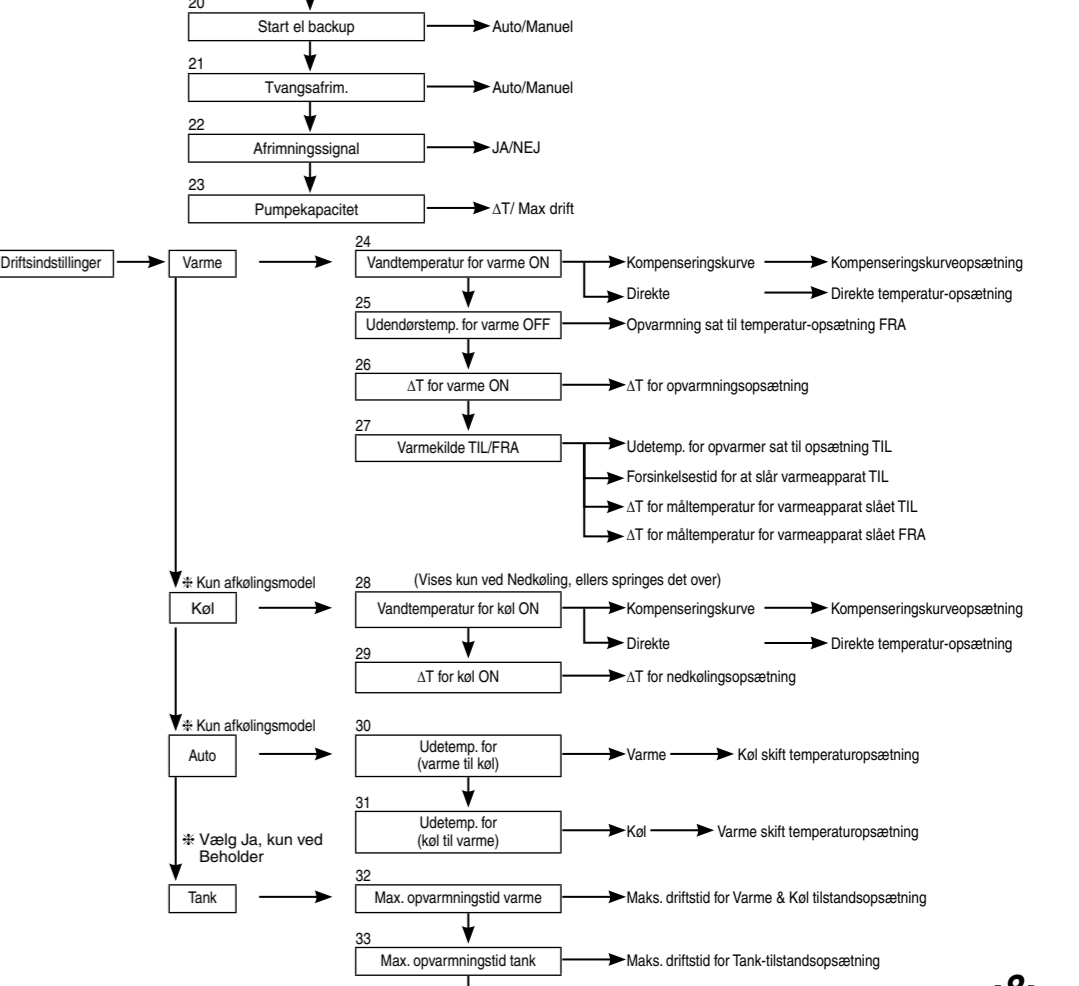 20
Start el backup
Auto/Manuel
21
Tvangsafrim.
Auto/Manuel
22
Afrimningssignal
JA/NEJ
23
Pumpekapacitet
ΔT/ Max drift
Driftsindstillinger
Varme
24
Vandtemperatur for varme ON
Kompenseringskurve
Kompenseringskurveopsætning
Direkte
Direkte temperatur-opsætning
25
Udendørstemp. for varme OFF
Opvarmning sat til temperatur-opsætning FRA
26
ΔT for varme ON
ΔT for opvarmningsopsætning
27
Varmekilde TIL/FRA
Udetemp. for opvarmer sat til opsætning TIL
Forsinkelsestid for at slår varmeapparat TIL
ΔT for måltemperatur for varmeapparat slået TIL
ΔT for måltemperatur for varmeapparat slået FRA
❉ Kun afkølingsmodel
Køl
28
(Vises kun ved Nedkøling, ellers springes det over)
Vandtemperatur for køl ON
Kompenseringskurve
Kompenseringskurveopsætning
Direkte
Direkte temperatur-opsætning
29
ΔT for køl ON
ΔT for nedkølingsopsætning
❉ Kun afkølingsmodel
Auto
30
Udetemp. for
(varme til køl)
Varme
Køl skift temperaturopsætning
31
Udetemp. for
(køl til varme)
Køl
Varme skift temperaturopsætning
❉ Vælg Ja, kun ved
Beholder
Tank
32
Max. opvarmningstid varme
Maks. driftstid for Varme & Køl tilstandsopsætning
33
Max. opvarmningstid tank
Maks. driftstid for Tank-tilstandsopsætning